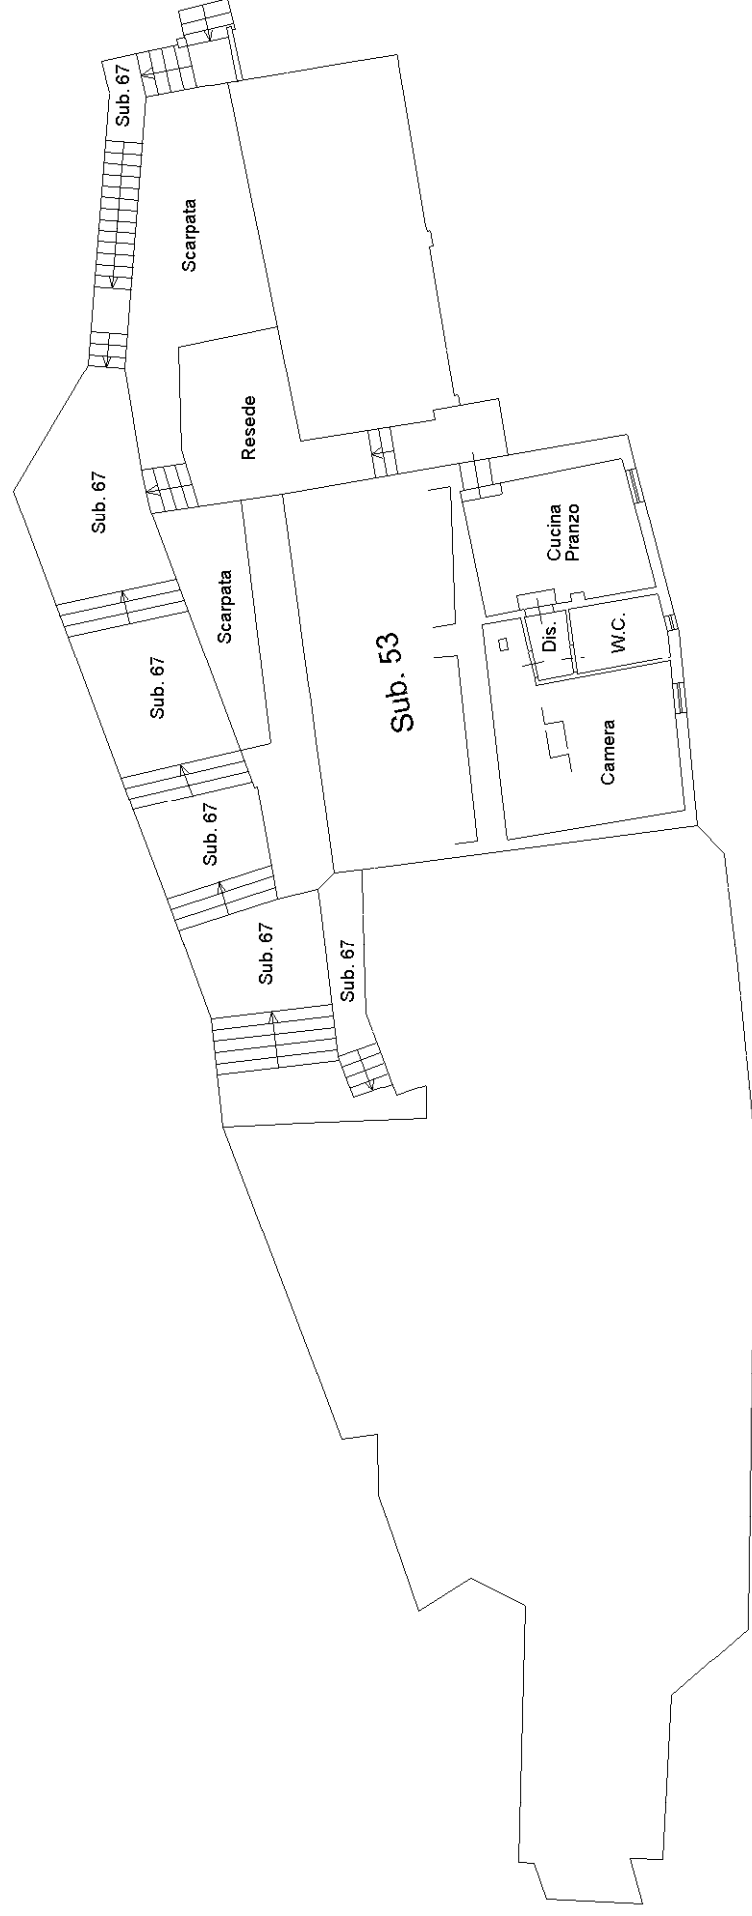 Sub. 67
Scarpata
Resede
Sub. 67
Scarpata
Sub. 67
Sub. 67
Sub. 67
Sub. 67
Sub. 53
Cucina
Pranzo
Dis.
W.C.
Camera